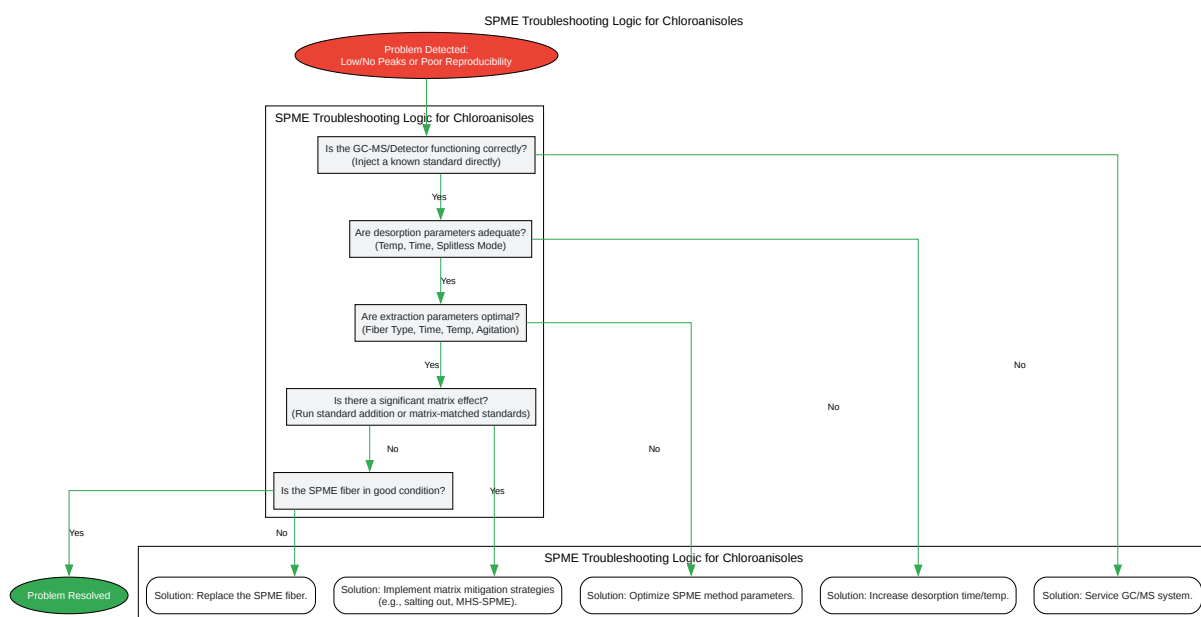 SPME Troubleshooting Logic for Chloroanisoles
Problem Detected:
Low/No Peaks or Poor Reproducibility
SPME Troubleshooting Logic for Chloroanisoles
Is the GC-MS/Detector functioning correctly?
(Inject a known standard directly)
Yes
Are desorption parameters adequate?
(Temp, Time, Splitless Mode)
Yes
Are extraction parameters optimal?
(Fiber Type, Time, Temp, Agitation)
Yes
No
Is there a significant matrix effect?
(Run standard addition or matrix-matched standards)
No
No
No
Is the SPME fiber in good condition?
Yes
Yes
No
SPME Troubleshooting Logic for Chloroanisoles
Problem Resolved
Solution: Replace the SPME fiber.
Solution: Implement matrix mitigation strategies
(e.g., salting out, MHS-SPME).
Solution: Optimize SPME method parameters.
Solution: Increase desorption time/temp.
Solution: Service GC/MS system.